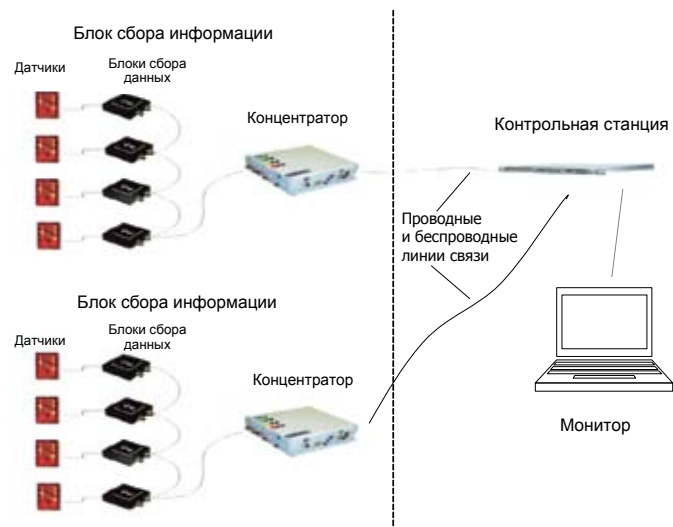 Блок сбора информации
Датчики
Блоки сбора
данных
Концентратор
Контрольная станция
Проводные
и беспроводные
линии связи
Блок сбора информации
Датчики
Блоки сбора
данных
Концентратор
Монитор